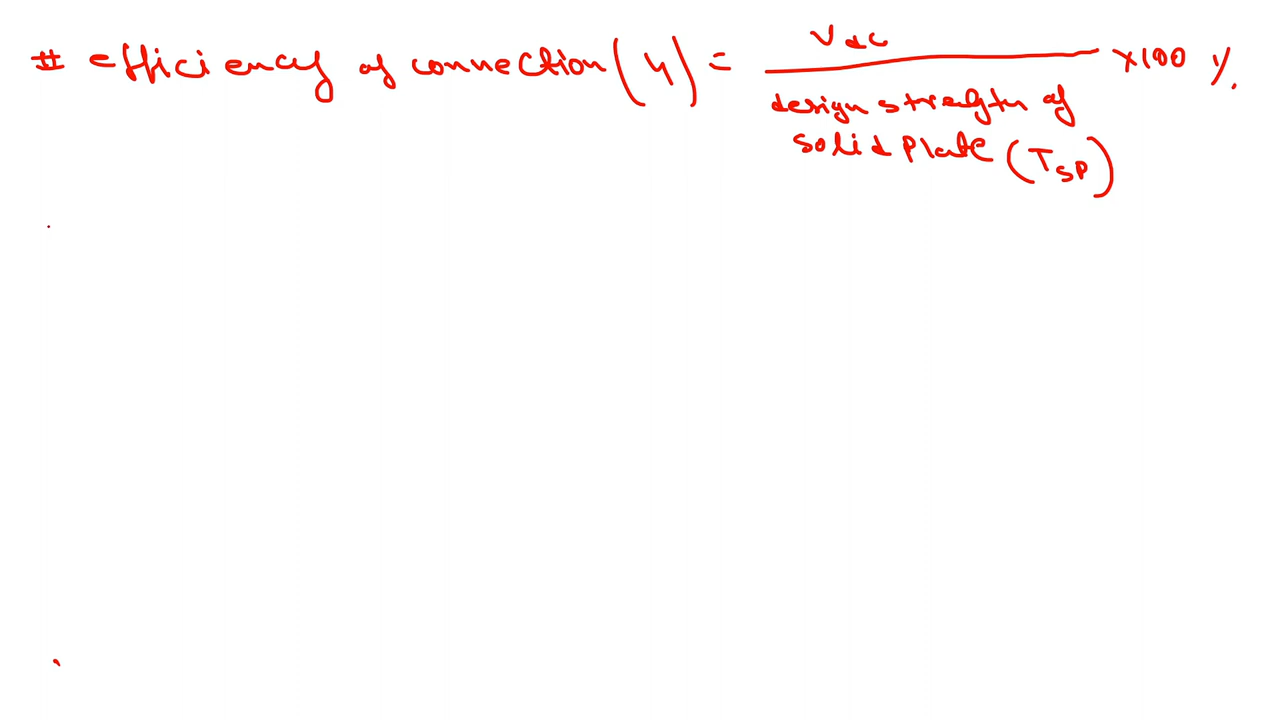 # efficiency of connection (η) = Vdc / design strength of solid plate (TSP) × 100 %.